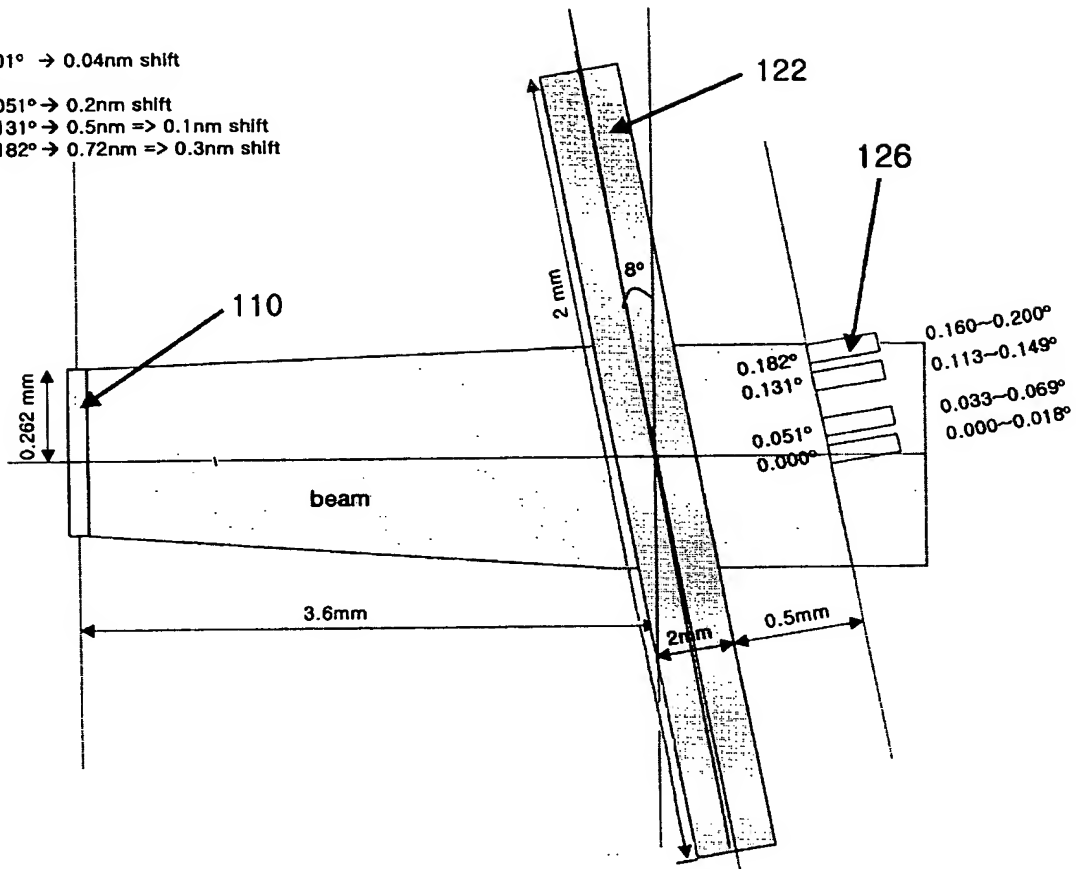 01° → 0.04nm shift
051° → 0.2nm shift
131° → 0.5nm => 0.1nm shift
182° → 0.72nm => 0.3nm shift
122
126
8°
2 mm
110
0.160~0.200°
0.182°
0.113~0.149°
0.131°
0.262 mm
0.033~0.069°
0.051°
0.000~0.018°
0.000°
beam
3.6mm
2mm
0.5mm